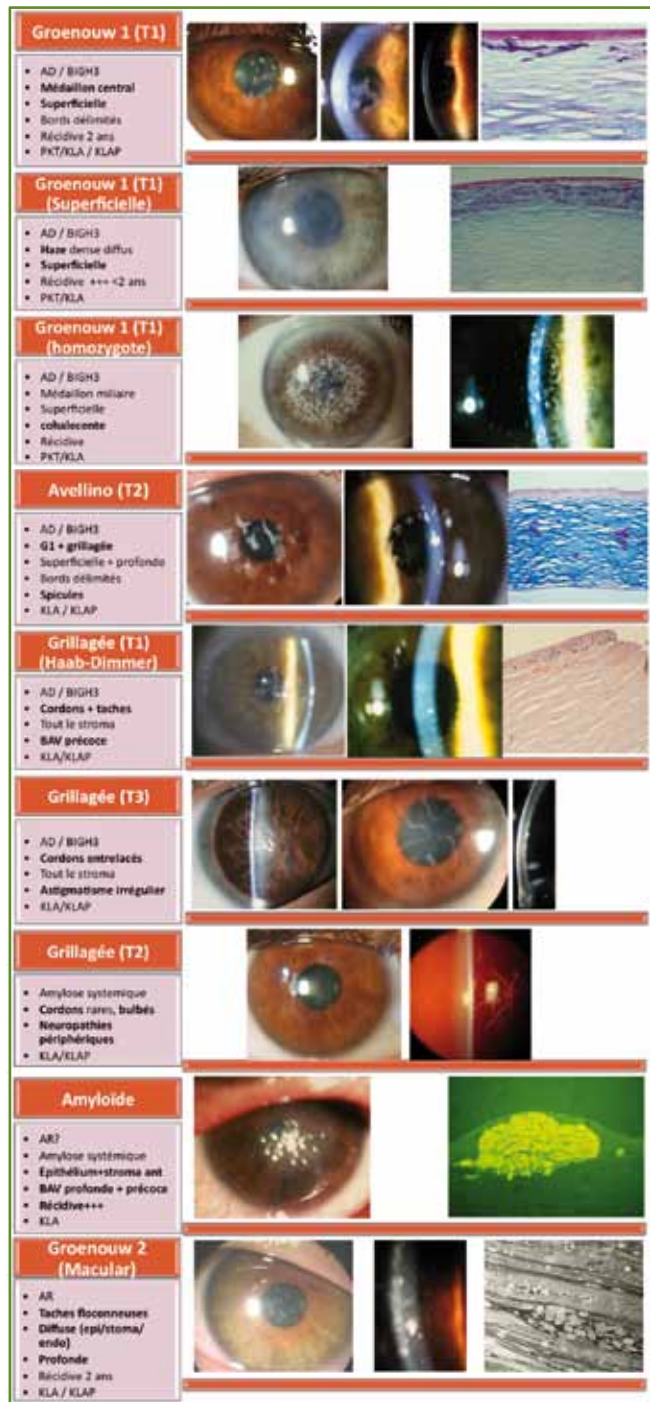 Groenouw 1 (T1)
• AD / BIGH3
• Médaillon central
• Superficielle
• Bords délimités
• Récidive 2 ans
• PKT/KLA / KLAP
Groenouw 1 (T1)
(Superficielle)
• AD / BIGH3
• Haze dense diffus
• Superficielle
• Récidive +++ <2 ans
• PKT/KLA
Groenouw 1 (T1)
(homozygote)
• AD / BIGH3
• Médaillon miliaire
• Superficielle
• cohalecente
• Récidive
• PKT/KLA
Avellino (T2)
• AD / BIGH3
• G1 + grillagée
• Superficielle + profonde
• Bords délimités
• Spicules
• KLA / KLAP
Grillagée (T1)
(Haab-Dimmer)
• AD / BIGH3
• Cordons + taches
• Tout le stroma
• BAV précoce
• KLA/KLAP
Grillagée (T3)
• AD / BIGH3
• Cordons entrelacés
• Tout le stroma
• Astigmatisme irrégulier
• KLA/KLAP
Grillagée (T2)
• Amylose systemique
• Cordons rares, bulbés
• Neuropathies
périphériques
• KLA/KLAP
Amyloïde
• AR?
• Amylose systémique
• Epithélium+stroma ant
• BAV profonde + précoce
• Récidive+++
• KLA
Groenouw 2
(Macular)
• AR
• Taches floconneuses
• Diffuse (epi/stoma/
endo)
• Profonde
• Récidive 2 ans
• KLA / KLAP